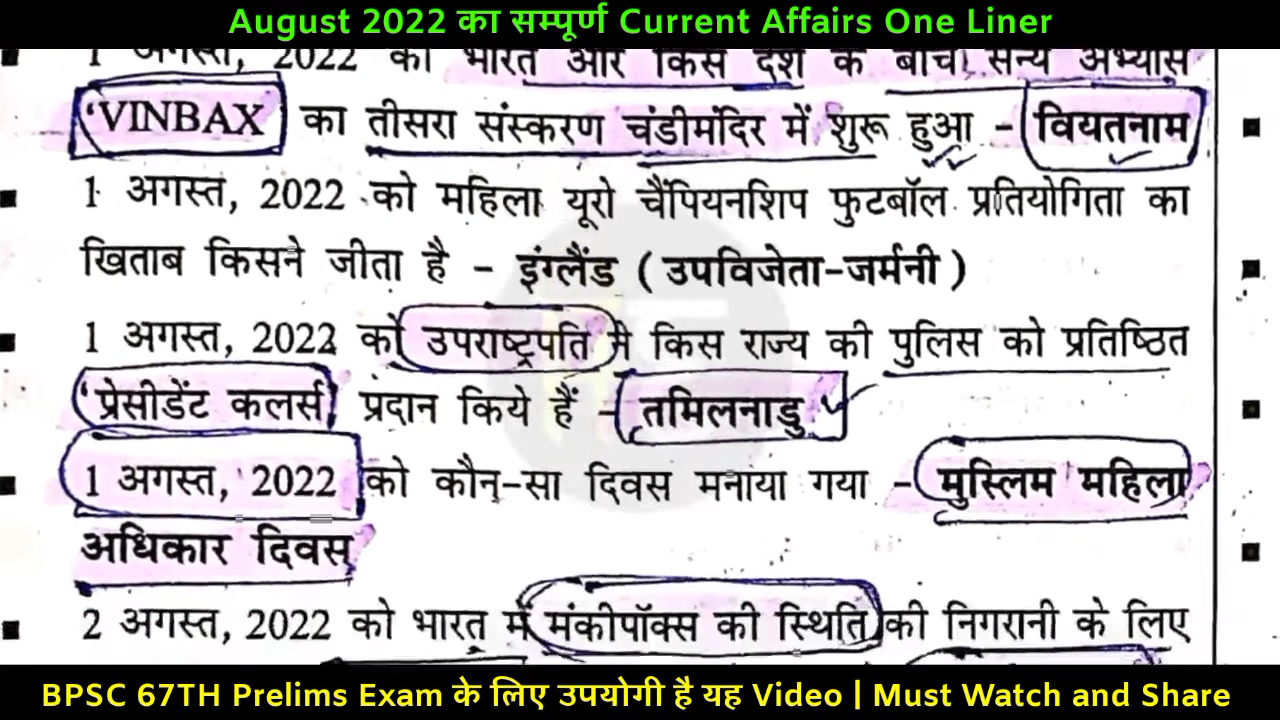 August 2022 का सम्पूर्ण Current Affairs One Liner
1 अगस्त, 2022 को भारत और किस देश के बीच सैन्य अभ्यास
‘VINBAX’ का तीसरा संस्करण चंडीमंदिर में शुरू हुआ - वियतनाम
1 अगस्त, 2022 को महिला यूरो चैंपियनशिप फुटबॉल प्रतियोगिता का
खिताब किसने जीता है - इंग्लैंड ( उपविजेता-जर्मनी )
1 अगस्त, 2022 को उपराष्ट्रपति ने किस राज्य की पुलिस को प्रतिष्ठित
‘प्रेसीडेंट कलर्स’ प्रदान किये हैं - तमिलनाडु
1 अगस्त, 2022 को कौन-सा दिवस मनाया गया - मुस्लिम महिला
अधिकार दिवस
2 अगस्त, 2022 को भारत में मंकीपॉक्स की स्थिति की निगरानी के लिए
BPSC 67TH Prelims Exam के लिए उपयोगी है यह Video | Must Watch and Share